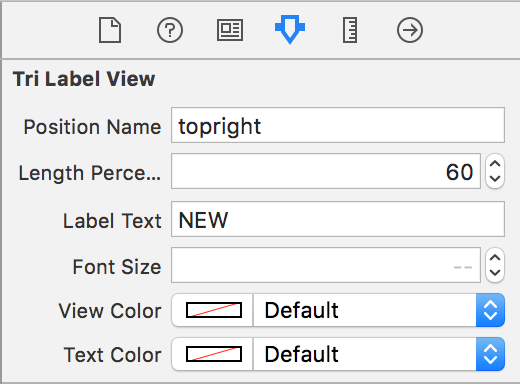 Tri Label View
Position Name topright
Length Perce... 60
Label Text NEW
Font Size --
View Color Default
Text Color Default